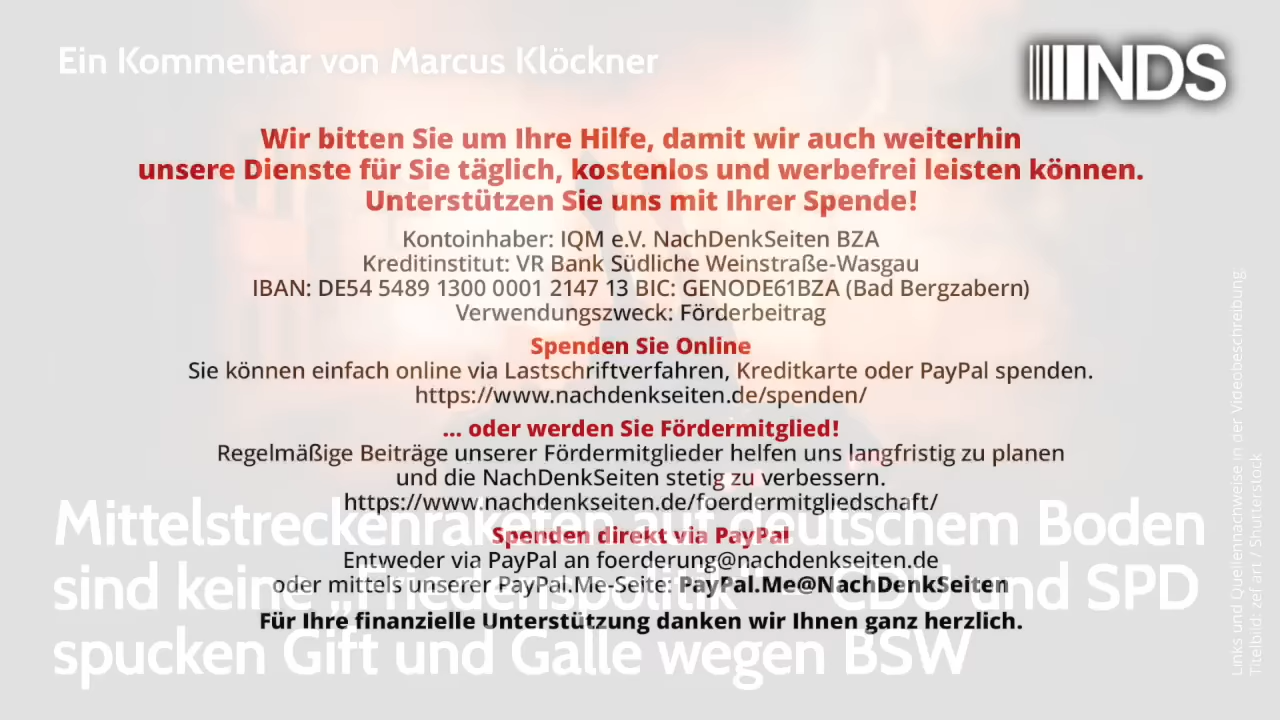 Ein Kommentar von Marcus Klöckner
NDS
Wir bitten Sie um Ihre Hilfe, damit wir auch weiterhin
unsere Dienste für Sie täglich, kostenlos und werbefrei leisten können.
Unterstützen Sie uns mit Ihrer Spende!
Kontoinhaber: IQM e.V. NachDenkSeiten BZA
Kreditinstitut: VR Bank Südliche Weinstraße-Wasgau
IBAN: DE54 5489 1300 0001 2147 13 BIC: GENODE61BZA (Bad Bergzabern)
Verwendungszweck: Förderbeitrag
Spenden Sie Online
Sie können einfach online via Lastschriftverfahren, Kreditkarte oder PayPal spenden.
https://www.nachdenkseiten.de/spenden/
... oder werden Sie Fördermitglied!
Regelmäßige Beiträge unserer Fördermitglieder helfen uns langfristig zu planen
und die NachDenkSeiten stetig zu verbessern.
https://www.nachdenkseiten.de/foerdermitgliedschaft/
Spenden direkt via PayPal
Entweder via PayPal an foerderung@nachdenkseiten.de
oder mittels unserer PayPal.Me-Seite: PayPal.Me@NachDenkSeiten
Für Ihre finanzielle Unterstützung danken wir Ihnen ganz herzlich.
Mittelstreckenraketen auf deutschem Boden
sind keine „Friedenspolitik“ – CDU und SPD
spucken Gift und Galle wegen BSW
Links und Quellennachweise in der Videobeschreibung.
Titelbild: zef art / Shutterstock